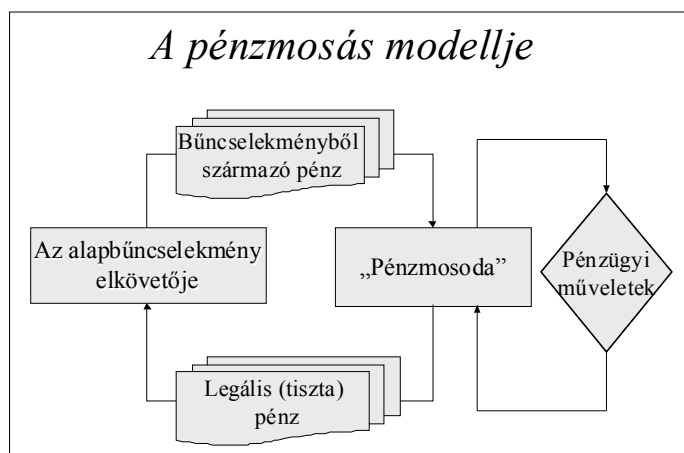 A pénzmosás modellje
Bűncselekményből
származó pénz
Az alapbűncselekmény
elkövetője
„Pénzmosoda”
Pénzügyi
műveletek
Legális (tiszta)
pénz